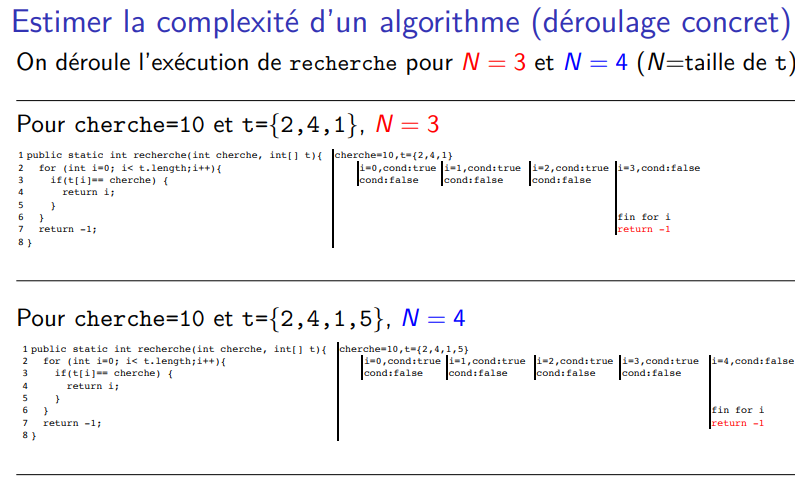 Estimer la complexité d'un algorithme (déroulage concret)
On déroule l'exécution de recherche pour N = 3 et N = 4 (N=taille de t)
Pour cherche=10 et t={2,4,1}, N = 3
1 public static int recherche(int cherche, int[] t){ cherche=10,t={2,4,1}
2 for (int i=0; i< t.length;i++){ i=0,cond:true i=1,cond:true i=2,cond:true i=3,cond:false
3 if(t[i]== cherche) { cond:false cond:false cond:false
4 return i;
5 }
6 } fin for i
7 return -1; return -1
8 }
Pour cherche=10 et t={2,4,1,5}, N = 4
1 public static int recherche(int cherche, int[] t){ cherche=10,t={2,4,1,5}
2 for (int i=0; i< t.length;i++){ i=0,cond:true i=1,cond:true i=2,cond:true i=3,cond:true i=4,cond:false
3 if(t[i]== cherche) { cond:false cond:false cond:false cond:false
4 return i;
5 }
6 } fin for i
7 return -1; return -1
8 }